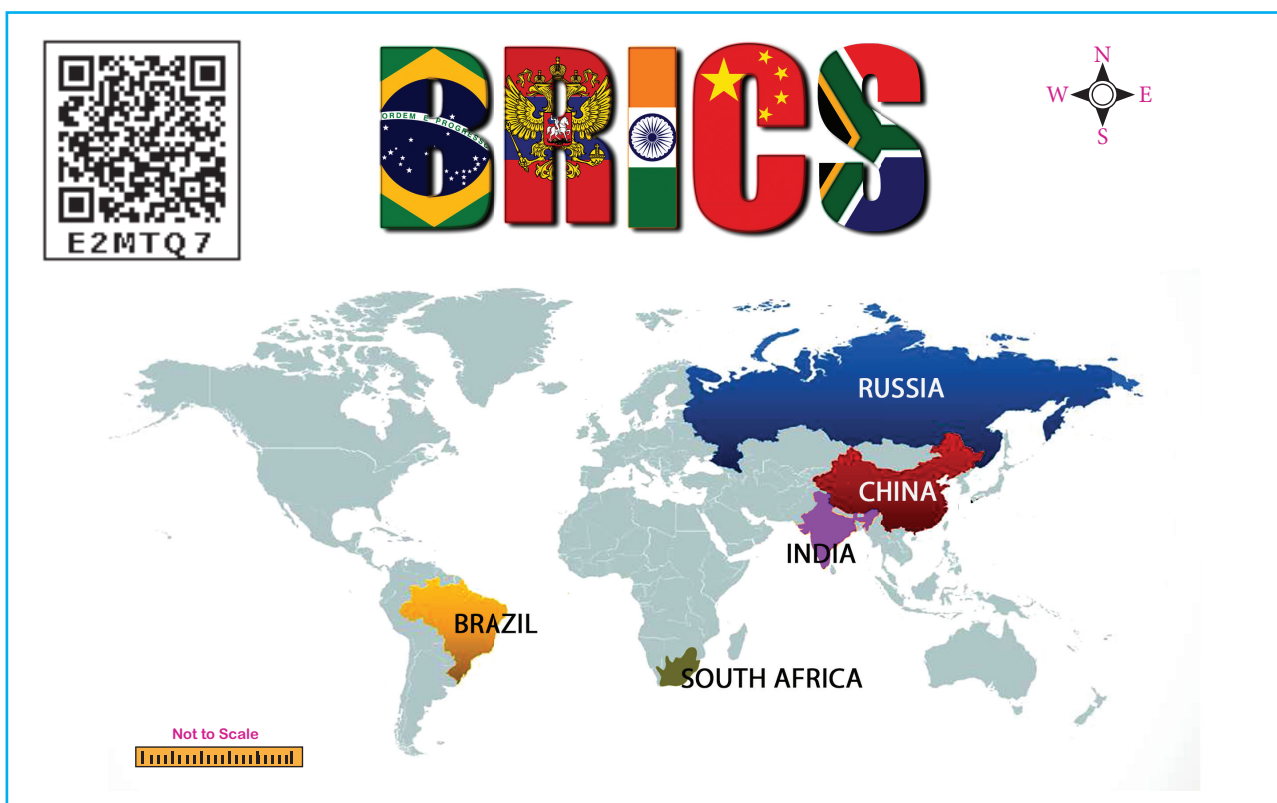 E2MTQ7
BRICS
ORDEM E PROGRESSO
N
W E
S
RUSSIA
CHINA
INDIA
BRAZIL
SOUTH AFRICA
Not to Scale